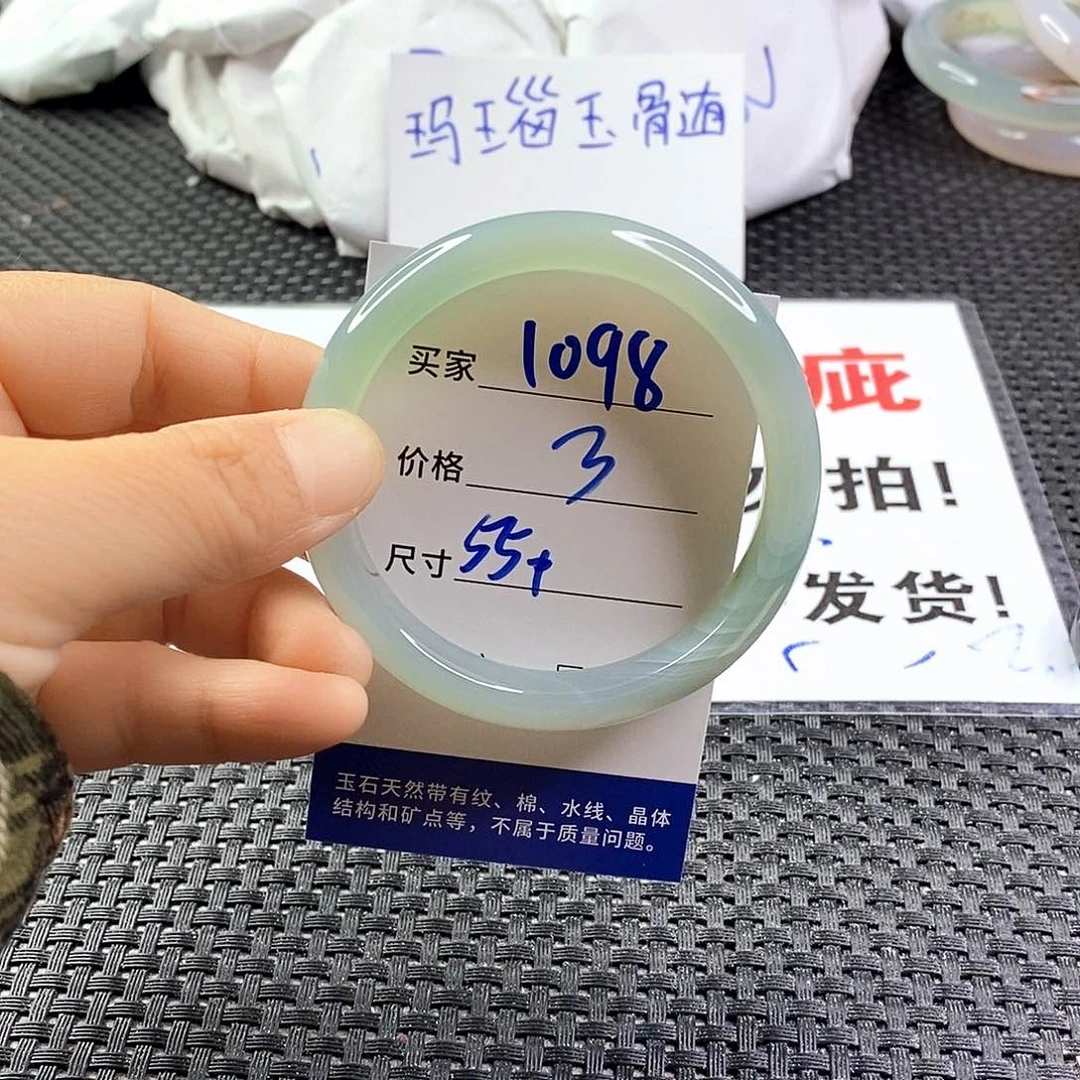 玛瑙玉骨髓
买家 1098
价格 3
尺寸 55+
疵
拍!
发货!
玉石天然带有纹、棉、水线、晶体
结构和矿点等，不属于质量问题。